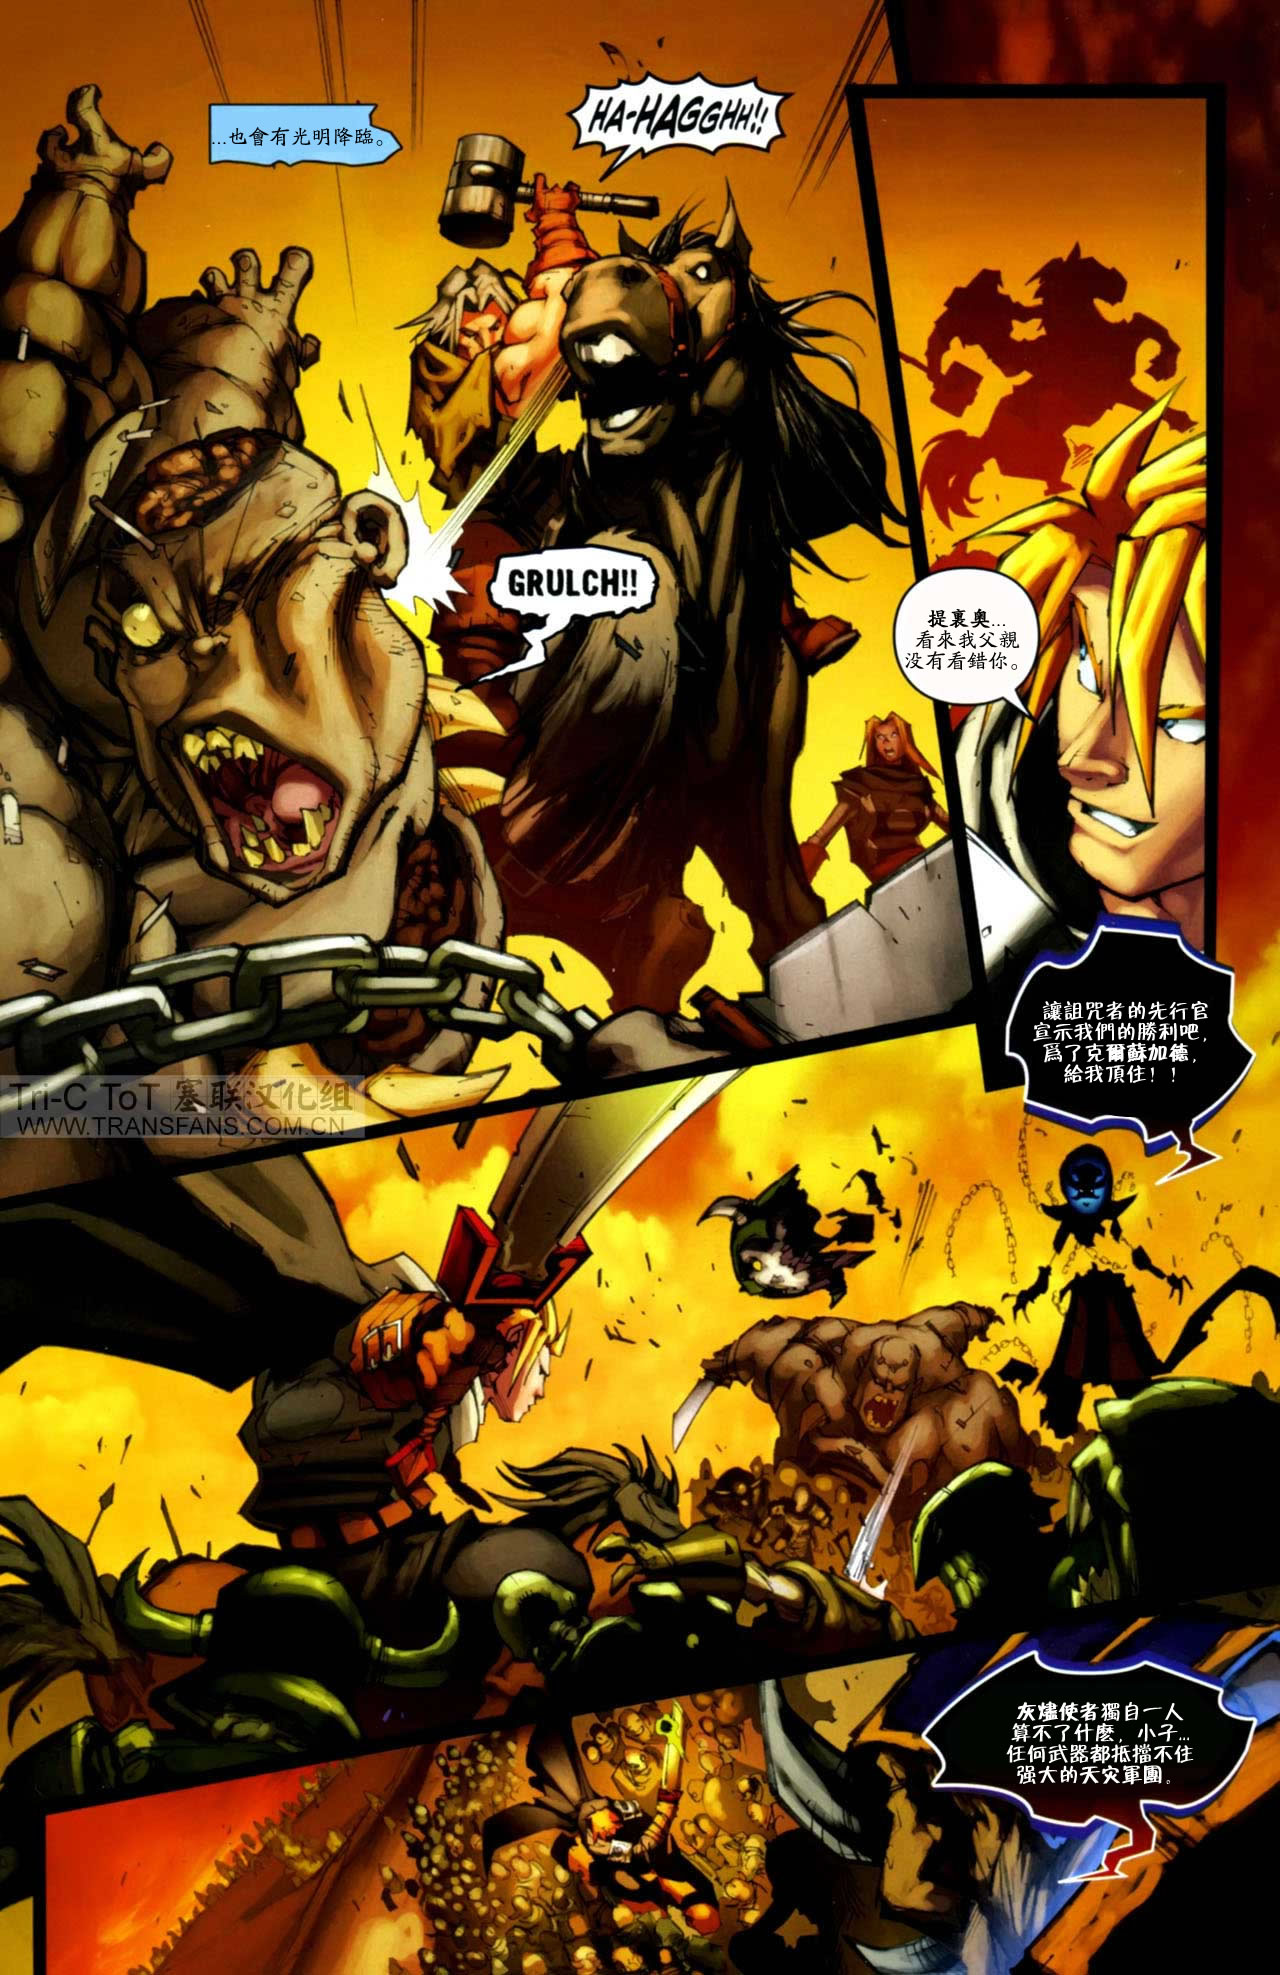 ...也會有光明降臨。
HA-HAGGHH!!
GRULCH!!
提裏奧...
看來我父親
没有看錯你。
讓詛咒者的先行官
宣示我們的勝利吧,
爲了克爾蘇加德,
給我頂住！！
Tri-C ToT 塞联汉化组
WWW.TRANSFANS.COM.CN
灰燼使者獨自一人
算不了什麽, 小子...
任何武器都抵擋不住
强大的天灾軍團。